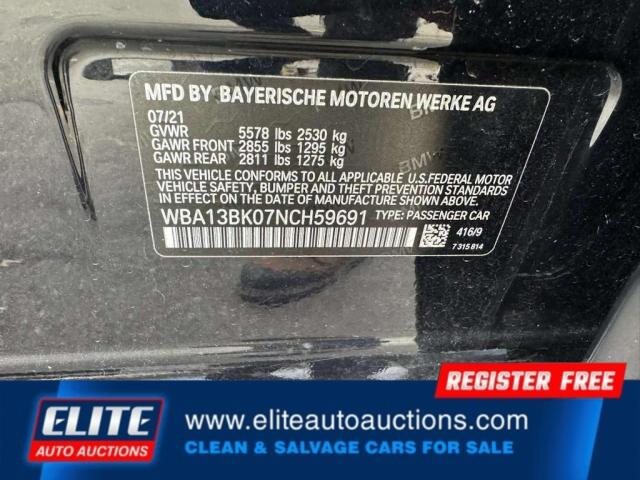 MFD BY BAYERISCHE MOTOREN WERKE AG
07/21
GVWR 5578 lbs 2530 kg
GAWR FRONT 2855 lbs 1295 kg
GAWR REAR 2811 lbs 1275 kg
THIS VEHICLE CONFORMS TO ALL APPLICABLE U.S.FEDERAL MOTOR
VEHICLE SAFETY, BUMPER AND THEFT PREVENTION STANDARDS
IN EFFECT ON THE DATE OF MANUFACTURE SHOWN ABOVE.
WBA13BK07NCH59691 TYPE: PASSENGER CAR
416/9
7315814
BMW
REGISTER FREE
ELITE
AUTO AUCTIONS
www.eliteautoauctions.com
CLEAN & SALVAGE CARS FOR SALE